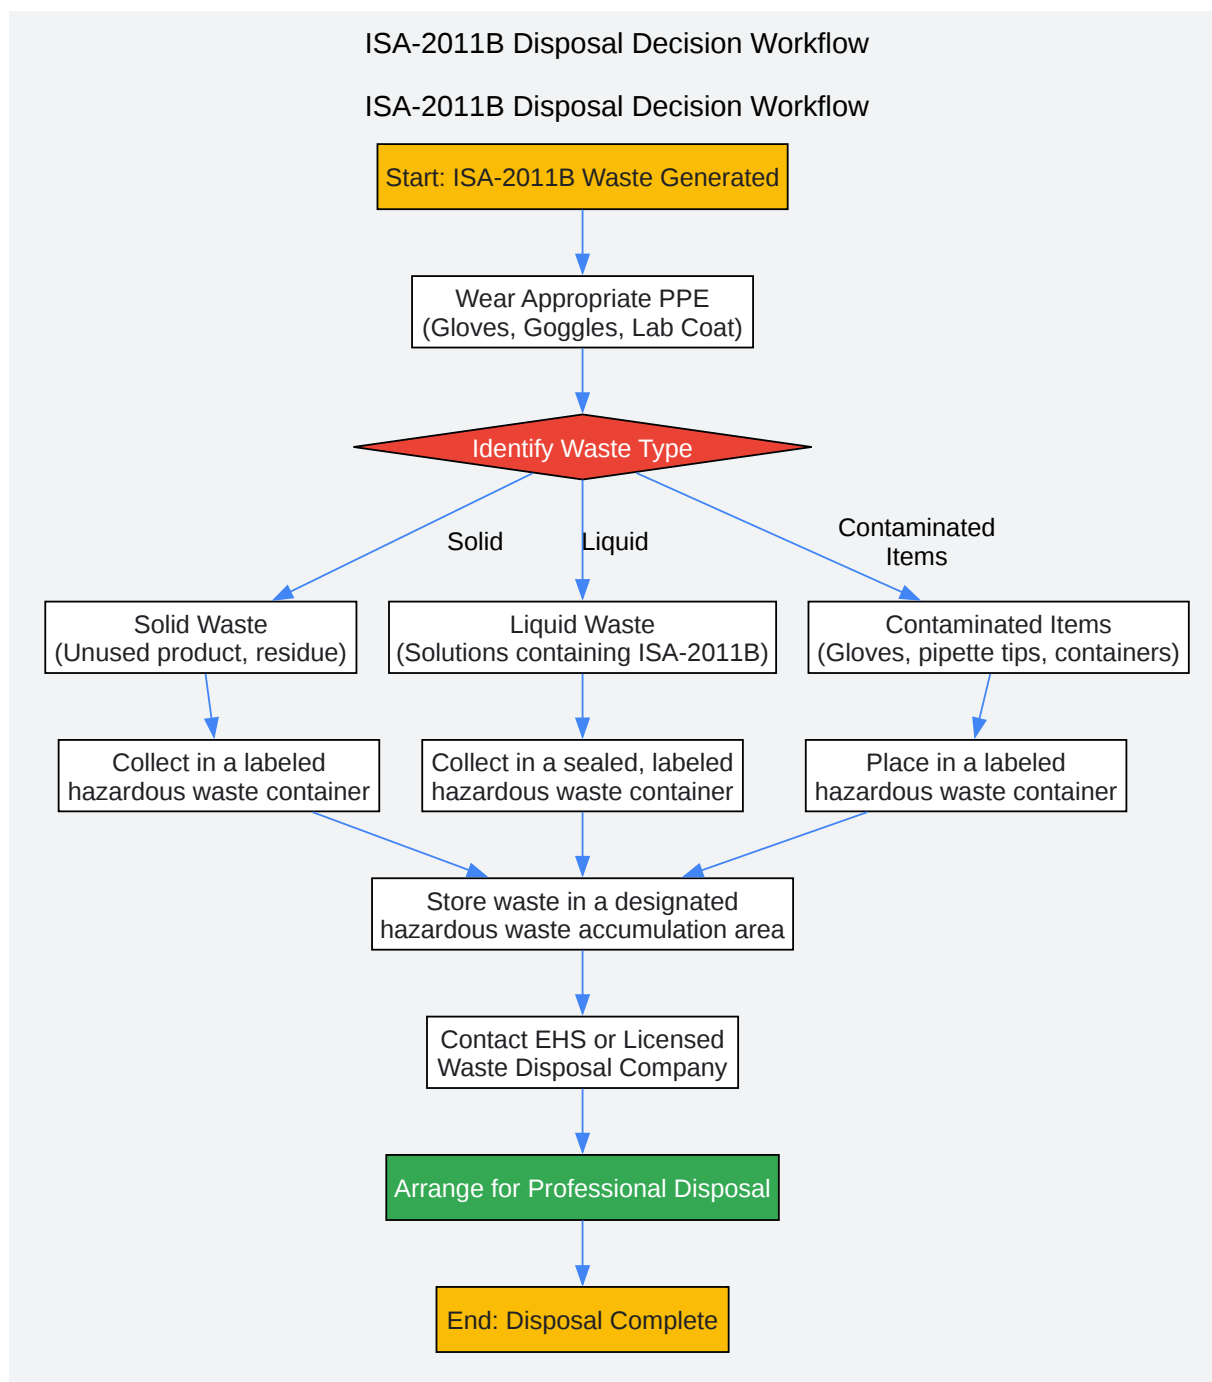 ISA-2011B Disposal Decision Workflow
ISA-2011B Disposal Decision Workflow
Start: ISA-2011B Waste Generated
Wear Appropriate PPE
(Gloves, Goggles, Lab Coat)
Identify Waste Type
Solid
Liquid
Contaminated
Items
Solid Waste
(Unused product, residue)
Liquid Waste
(Solutions containing ISA-2011B)
Contaminated Items
(Gloves, pipette tips, containers)
Collect in a labeled
hazardous waste container
Collect in a sealed, labeled
hazardous waste container
Place in a labeled
hazardous waste container
Store waste in a designated
hazardous waste accumulation area
Contact EHS or Licensed
Waste Disposal Company
Arrange for Professional Disposal
End: Disposal Complete